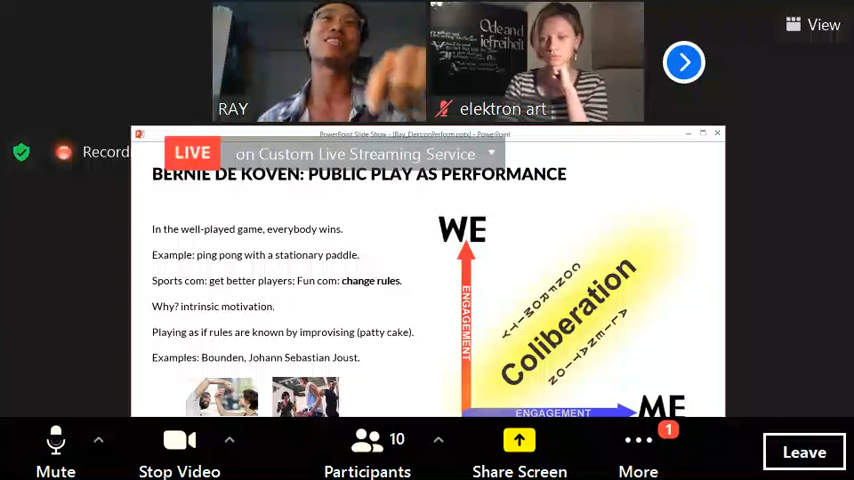 View
Ode and
RAY
elektron art
PowerPoint Slide Show - [Ray_ElektronPerform.pptx] - PowerPoint
Record
LIVE
on Custom Live Streaming Service
BERNIE DE KOVEN: PUBLIC PLAY AS PERFORMANCE
In the well-played game, everybody wins.
Example: ping pong with a stationary paddle.
Sports com: get better players; Fun com: change rules.
Why? intrinsic motivation.
Playing as if rules are known by improvising (patty cake).
Examples: Bounden, Johann Sebastian Joust.
WE
ENGAGEMENT
CONFROMITY
Coliberation
ALIENATION
ENGAGEMENT
ME
Mute
Stop Video
10
Participants
Share Screen
1
More
Leave